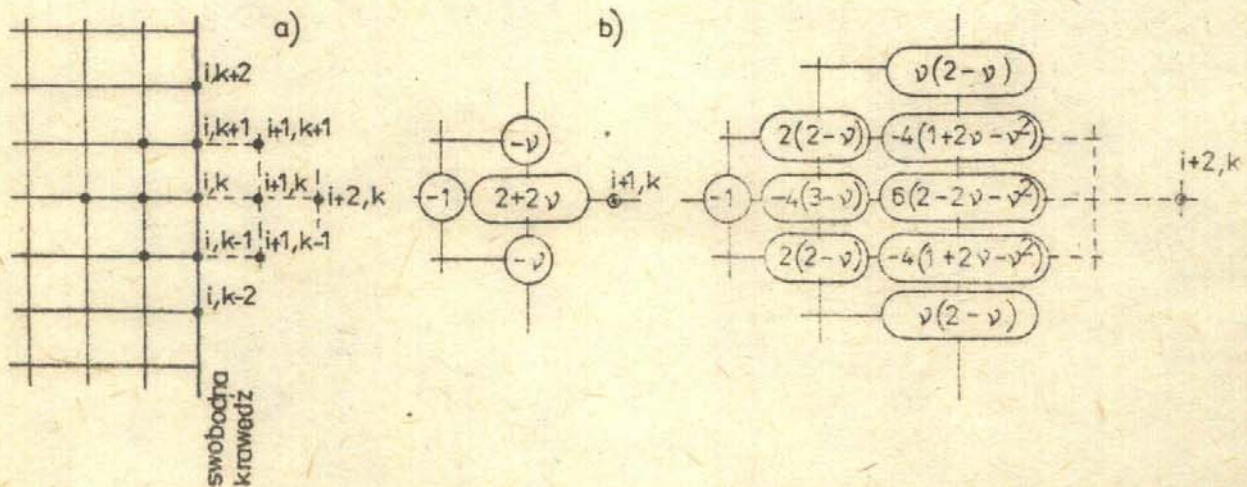 a)
i,k+2
i,k+1 i+1,k+1
i,k i+1,k i+2,k
i,k-1 i+1,k-1
i,k-2
swobodna
krawędź
b)
-ν
-1 2+2ν i+1,k
-ν
ν(2-ν)
2(2-ν) -4(1+2ν-ν²)
-1 -4(3-ν) 6(2-2ν-ν²) i+2,k
2(2-ν) -4(1+2ν-ν²)
ν(2-ν)